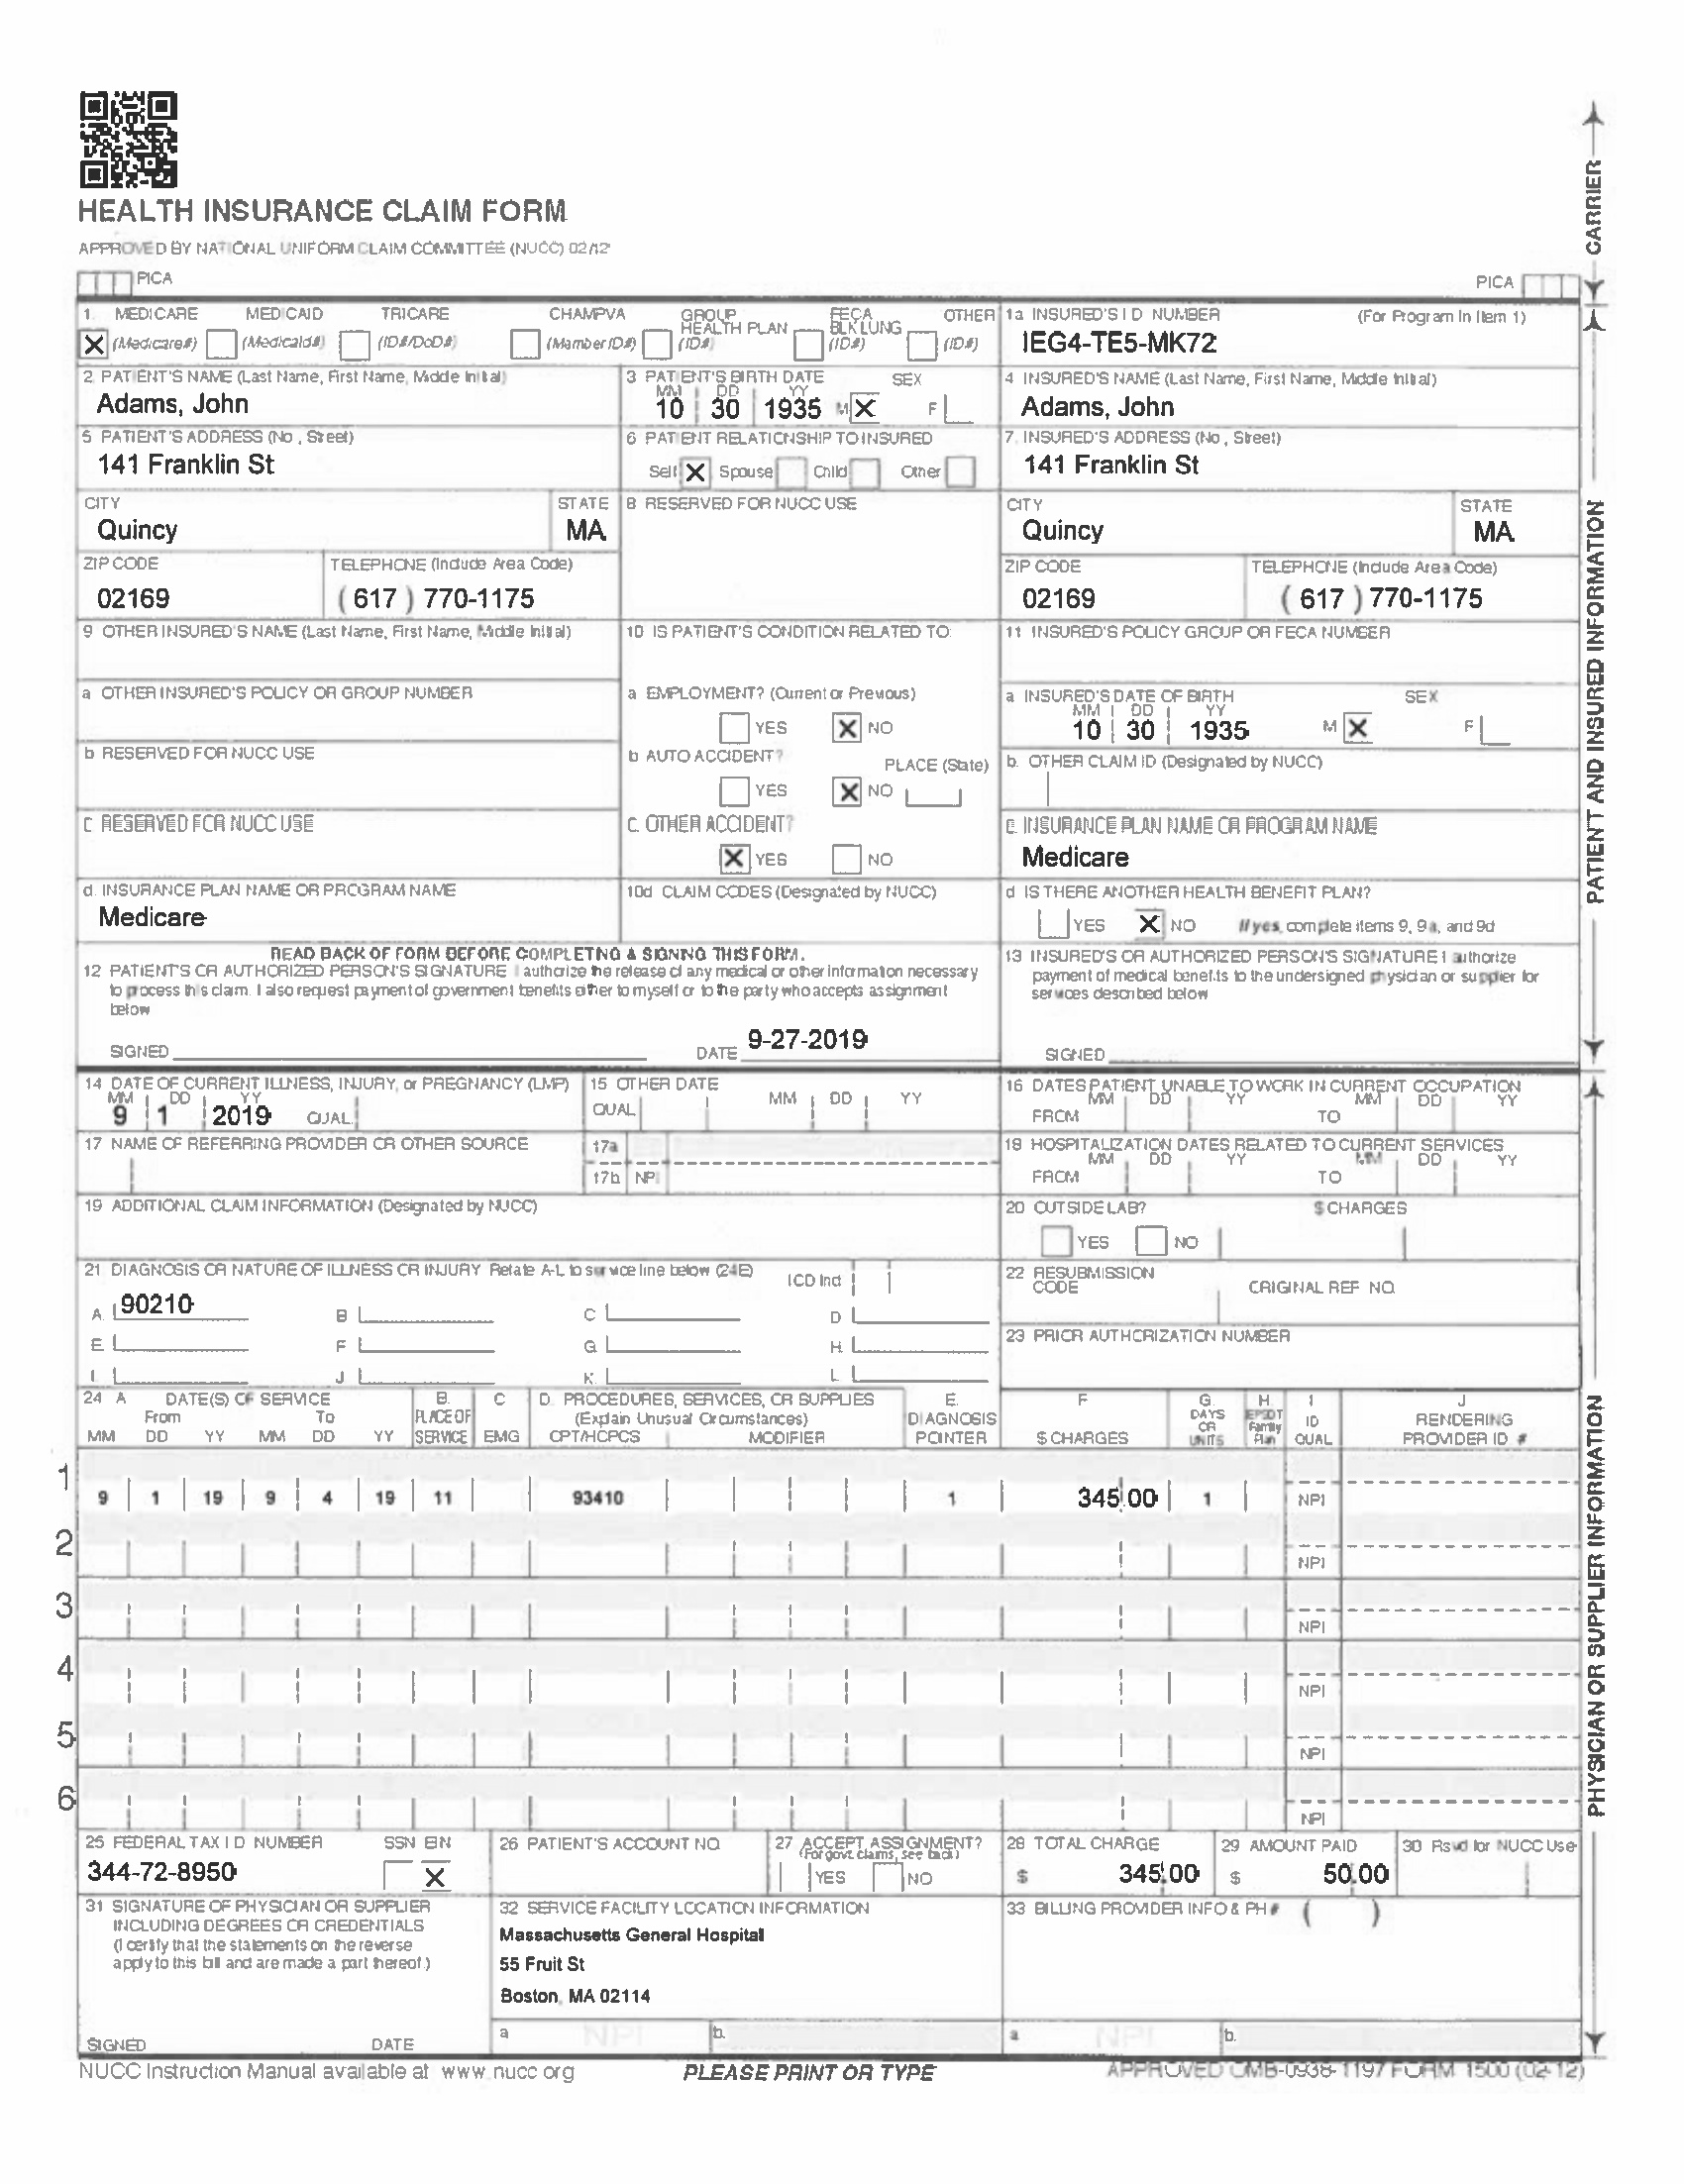 HEALTH INSURANCE CLAIM FORM
APPROVED BY NATIONAL UNIFORM CLAIM COMMITTEE (NUCC) 02/12
PICA
PICA
CARRIER
1. MEDICARE MEDICAID TRICARE CHAMPVA GROUP HEALTH PLAN FECA BLK LUNG OTHER
X (Medicare#) (Medicaid#) (ID#/DoD#) (Member ID#) (ID#) (ID#) (ID#)
1a INSURED'S I D NUMBER (For Program In Item 1)
IEG4-TE5-MK72
2. PATIENT'S NAME (Last Name, First Name, Middle Initial)
Adams, John
3 PATIENT'S BIRTH DATE SEX
MM DD YY
10 30 1935 M X F
4 INSURED'S NAME (Last Name, First Name, Middle Initial)
Adams, John
5 PATIENT'S ADDRESS (No , Street)
141 Franklin St
6 PATIENT RELATIONSHIP TO INSURED
Self X Spouse Child Other
7. INSURED'S ADDRESS (No , Street)
141 Franklin St
CITY STATE
Quincy MA
8 RESERVED FOR NUCC USE
CITY STATE
Quincy MA
ZIP CODE TELEPHONE (Include Area Code)
02169 ( 617 ) 770-1175
ZIP CODE TELEPHONE (Include Area Code)
02169 ( 617 ) 770-1175
9 OTHER INSURED'S NAME (Last Name, First Name, Middle Initial)
10 IS PATIENT'S CONDITION RELATED TO:
11 INSURED'S POLICY GROUP OR FECA NUMBER
a OTHER INSURED'S POLICY OR GROUP NUMBER
a EMPLOYMENT? (Current or Previous)
YES X NO
a INSURED'S DATE OF BIRTH SEX
MM DD YY
10 30 1935 M X F
b RESERVED FOR NUCC USE
b AUTO ACCIDENT? PLACE (State)
YES X NO
b. OTHER CLAIM ID (Designated by NUCC)
c RESERVED FOR NUCC USE
c. OTHER ACCIDENT?
X YES NO
c. INSURANCE PLAN NAME OR PROGRAM NAME
Medicare
d. INSURANCE PLAN NAME OR PROGRAM NAME
Medicare
10d CLAIM CODES (Designated by NUCC)
d IS THERE ANOTHER HEALTH BENEFIT PLAN?
YES X NO If yes, complete items 9, 9a, and 9d
PATIENT AND INSURED INFORMATION
READ BACK OF FORM BEFORE COMPLETING & SIGNING THIS FORM.
12 PATIENT'S OR AUTHORIZED PERSON'S SIGNATURE I authorize the release of any medical or other information necessary
to process this claim. I also request payment of government benefits either to myself or to the party who accepts assignment
below
SIGNED DATE 9-27-2019
13 INSURED'S OR AUTHORIZED PERSON'S SIGNATURE I authorize
payment of medical benefits to the undersigned physician or supplier for
services described below
SIGNED
14 DATE OF CURRENT ILLNESS, INJURY, or PREGNANCY (LMP)
MM DD YY
9 1 2019 QUAL.
15 OTHER DATE
QUAL MM DD YY
16 DATES PATIENT UNABLE TO WORK IN CURRENT OCCUPATION
MM DD YY MM DD YY
FROM TO
17 NAME OF REFERRING PROVIDER OR OTHER SOURCE
17a
17b NPI
18 HOSPITALIZATION DATES RELATED TO CURRENT SERVICES
MM DD YY MM DD YY
FROM TO
19 ADDITIONAL CLAIM INFORMATION (Designated by NUCC)
20 OUTSIDE LAB? $ CHARGES
YES NO
21 DIAGNOSIS OR NATURE OF ILLNESS OR INJURY Relate A-L to service line below (24E) ICD Ind
A. 90210 B C D
E F G H
I. J K. L
22 RESUBMISSION
CODE ORIGINAL REF NO.
23 PRIOR AUTHORIZATION NUMBER
24 A DATE(S) OF SERVICE B. C D. PROCEDURES, SERVICES, OR SUPPLIES E. F G. H. I J
From To PLACE OF (Explain Unusual Circumstances) DIAGNOSIS DAYS OR EPSDT Family ID RENDERING
MM DD YY MM DD YY SERVICE EMG CPT/HCPCS MODIFIER POINTER $ CHARGES UNITS Plan QUAL PROVIDER ID #
1
9 1 19 9 4 19 11 93410 1 345 00 1 NPI
2
NPI
3
NPI
4
NPI
5
NPI
6
NPI
PHYSICIAN OR SUPPLIER INFORMATION
25 FEDERAL TAX I D NUMBER SSN EIN
344-72-8950 X
26 PATIENT'S ACCOUNT NO.
27 ACCEPT ASSIGNMENT?
(For govt. claims, see back)
YES NO
28 TOTAL CHARGE
$ 345 00
29 AMOUNT PAID
$ 50 00
30 Rsvd for NUCC Use
31 SIGNATURE OF PHYSICIAN OR SUPPLIER
INCLUDING DEGREES OR CREDENTIALS
(I certify that the statements on the reverse
apply to this bill and are made a part thereof.)
SIGNED DATE
32 SERVICE FACILITY LOCATION INFORMATION
Massachusetts General Hospital
55 Fruit St
Boston, MA 02114
a NPI b.
33 BILLING PROVIDER INFO & PH # ( )
a NPI b.
NUCC Instruction Manual available at www.nucc.org
PLEASE PRINT OR TYPE
APPROVED OMB-0938-1197 FORM 1500 (02-12)